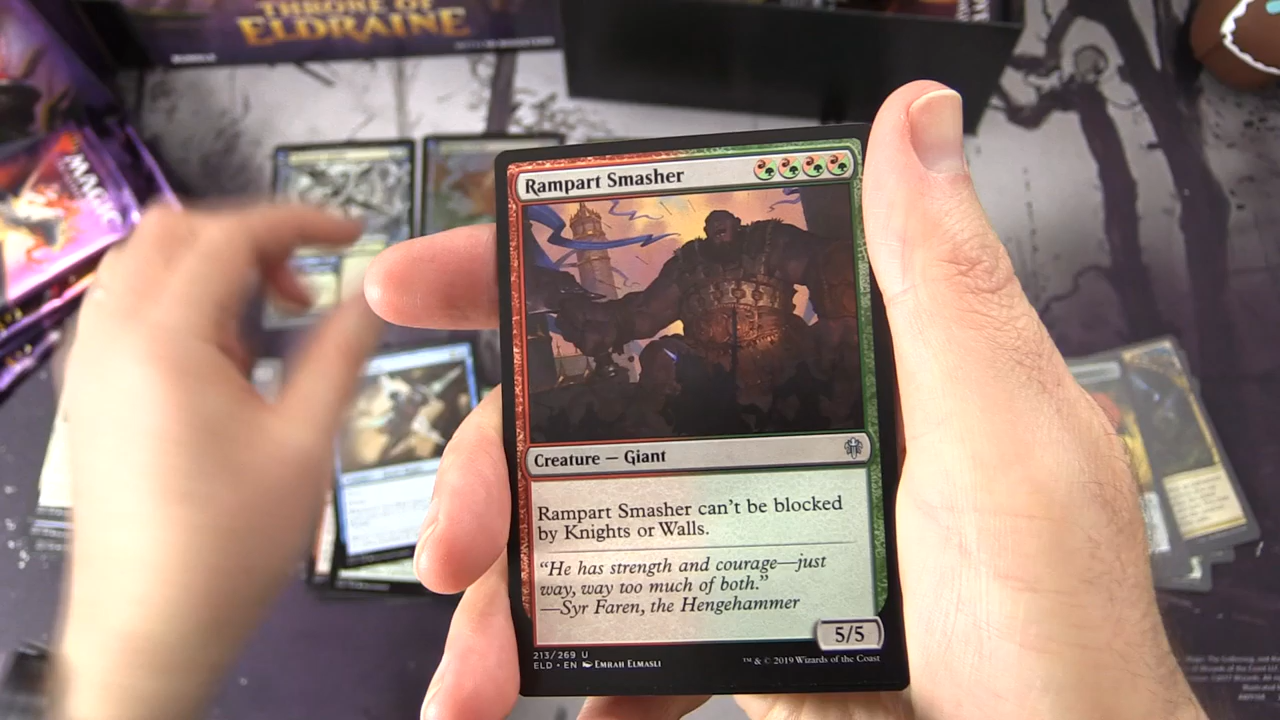 THRONE OF
ELDRAINE
MAGIC
Rampart Smasher
Creature — Giant
Rampart Smasher can't be blocked
by Knights or Walls.
"He has strength and courage—just
way, way too much of both."
—Syr Faren, the Hengehammer
5/5
213/269 U
ELD • EN Emrah Elmasli
™ & © 2019 Wizards of the Coast